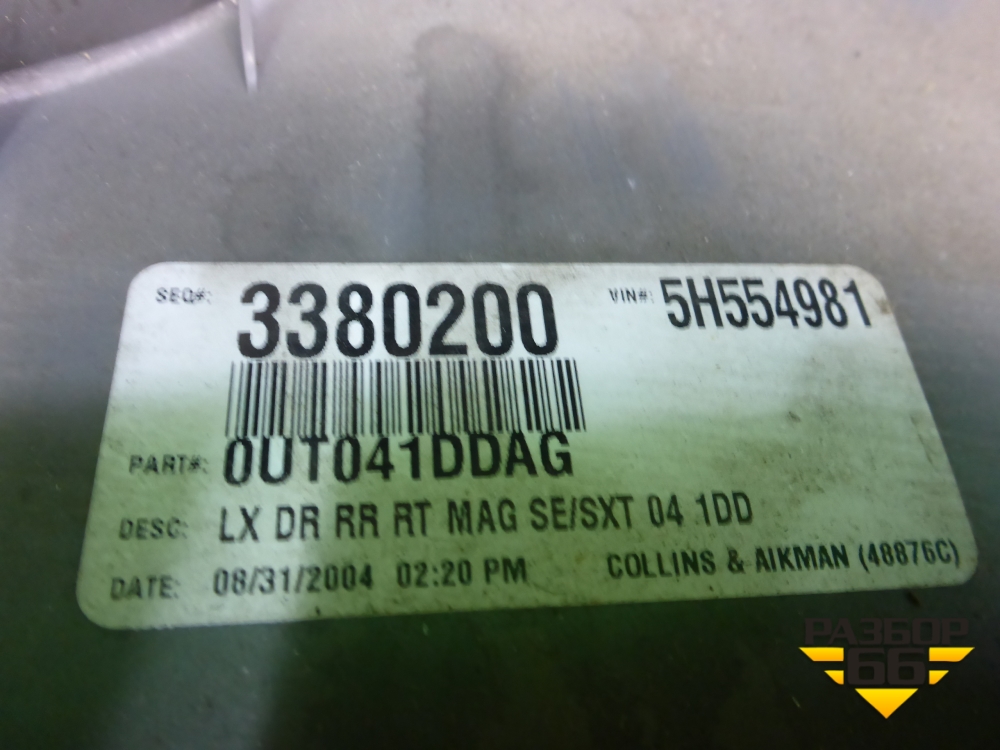 SEQ#: 3380200 VIN#: 5H554981
PART#: 0UT041DDAG
DESC: LX DR RR RT MAG SE/SXT 04 1DD
DATE: 08/31/2004 02:20 PM COLLINS & AIKMAN (48876C)
РАЗБОР
66